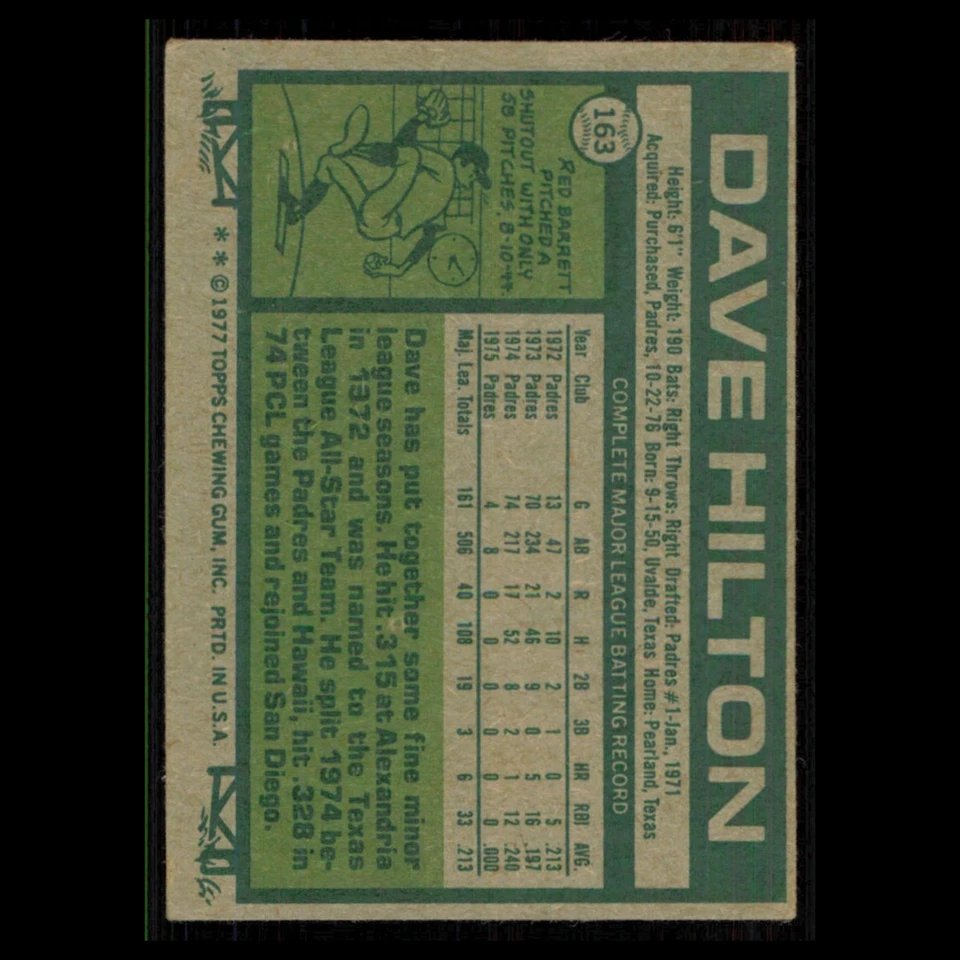 163
DAVE HILTON
Height: 6'1" Weight: 190 Bats: Right Throws: Right Drafted: Padres #1-Jan., 1971
Acquired: Purchased, Padres, 10-22-76 Born: 9-15-50, Uvalde, Texas Home: Pearland, Texas
COMPLETE MAJOR LEAGUE BATTING RECORD
Year Club G AB R H 2B 3B HR RBI AVG.
1972 Padres 13 47 2 10 2 1 0 5 .213
1973 Padres 70 234 21 46 9 0 5 16 .197
1974 Padres 74 217 17 52 8 2 1 12 .240
1975 Padres 4 8 0 0 0 0 0 0 .000
Maj. Lea. Totals 161 506 40 108 19 3 6 33 .213
RED BARRETT
PITCHED A
SHUTOUT WITH ONLY
58 PITCHES, 8-10-44.
Dave has put together some fine minor
league seasons. He hit .315 at Alexandria
in 1972 and was named to the Texas
League All-Star Team. He split 1974 be-
tween the Padres and Hawaii, hit .328 in
74 PCL games and rejoined San Diego.
* * © 1977 TOPPS CHEWING GUM, INC. PRTD. IN U.S.A.